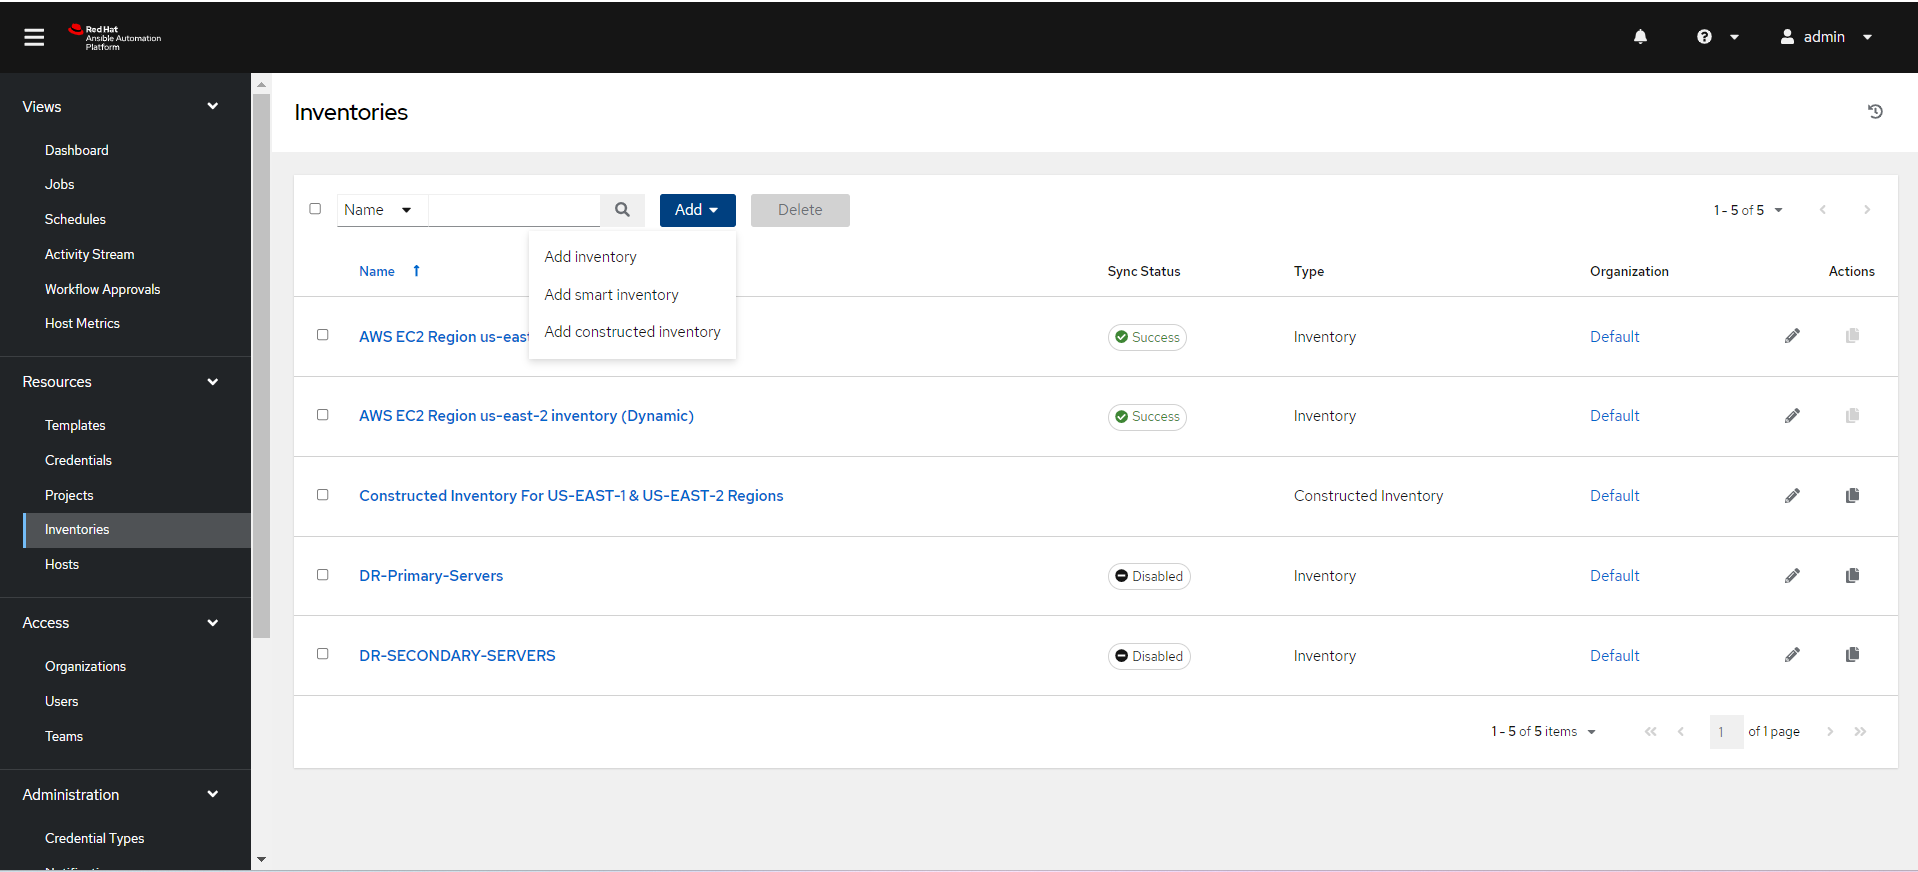 Red Hat
Ansible Automation
Platform
admin
Views
Dashboard
Jobs
Schedules
Activity Stream
Workflow Approvals
Host Metrics
Resources
Templates
Credentials
Projects
Inventories
Hosts
Access
Organizations
Users
Teams
Administration
Credential Types
Inventories
Name
Add
Delete
1 - 5 of 5
Add inventory
Add smart inventory
Add constructed inventory
Name Sync Status Type Organization Actions
AWS EC2 Region us-east Success Inventory Default
AWS EC2 Region us-east-2 inventory (Dynamic) Success Inventory Default
Constructed Inventory For US-EAST-1 & US-EAST-2 Regions Constructed Inventory Default
DR-Primary-Servers Disabled Inventory Default
DR-SECONDARY-SERVERS Disabled Inventory Default
1 - 5 of 5 items 1 of 1 page